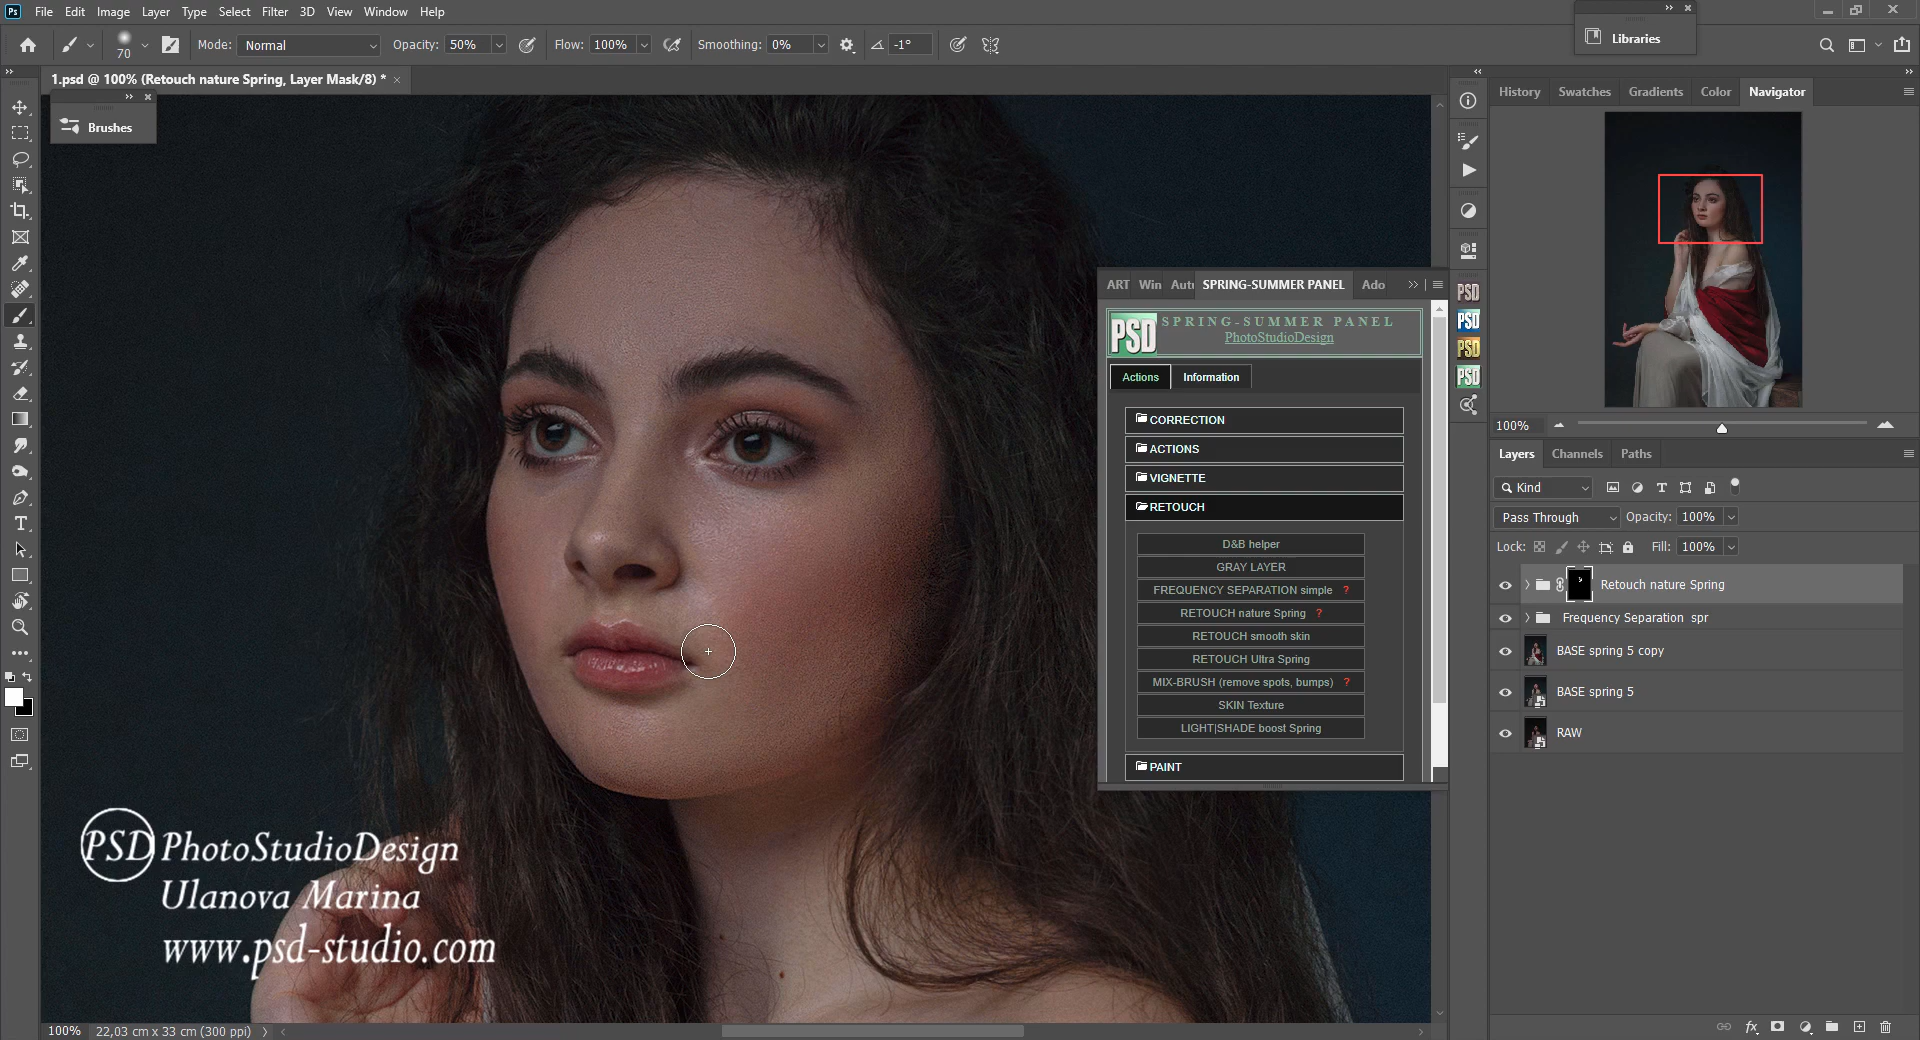 Ps File Edit Image Layer Type Select Filter 3D View Window Help
70 Mode: Normal Opacity: 50% Flow: 100% Smoothing: 0% -1°
Libraries
1.psd @ 100% (Retouch nature Spring, Layer Mask/8) * ×
Brushes
History Swatches Gradients Color Navigator
ART Win Aut SPRING-SUMMER PANEL Ado
PSD SPRING-SUMMER PANEL
PhotoStudioDesign
Actions Information
CORRECTION
ACTIONS
VIGNETTE
RETOUCH
D&B helper
GRAY LAYER
FREQUENCY SEPARATION simple ?
RETOUCH nature Spring ?
RETOUCH smooth skin
RETOUCH Ultra Spring
MIX-BRUSH (remove spots, bumps) ?
SKIN Texture
LIGHT|SHADE boost Spring
PAINT
PSD
PSD
PSD
PSD
100%
Layers Channels Paths
Kind
Pass Through Opacity: 100%
Lock: Fill: 100%
Retouch nature Spring
Frequency Separation spr
BASE spring 5 copy
BASE spring 5
RAW
PSD PhotoStudioDesign
Ulanova Marina
www.psd-studio.com
100% 22,03 cm x 33 cm (300 ppi)